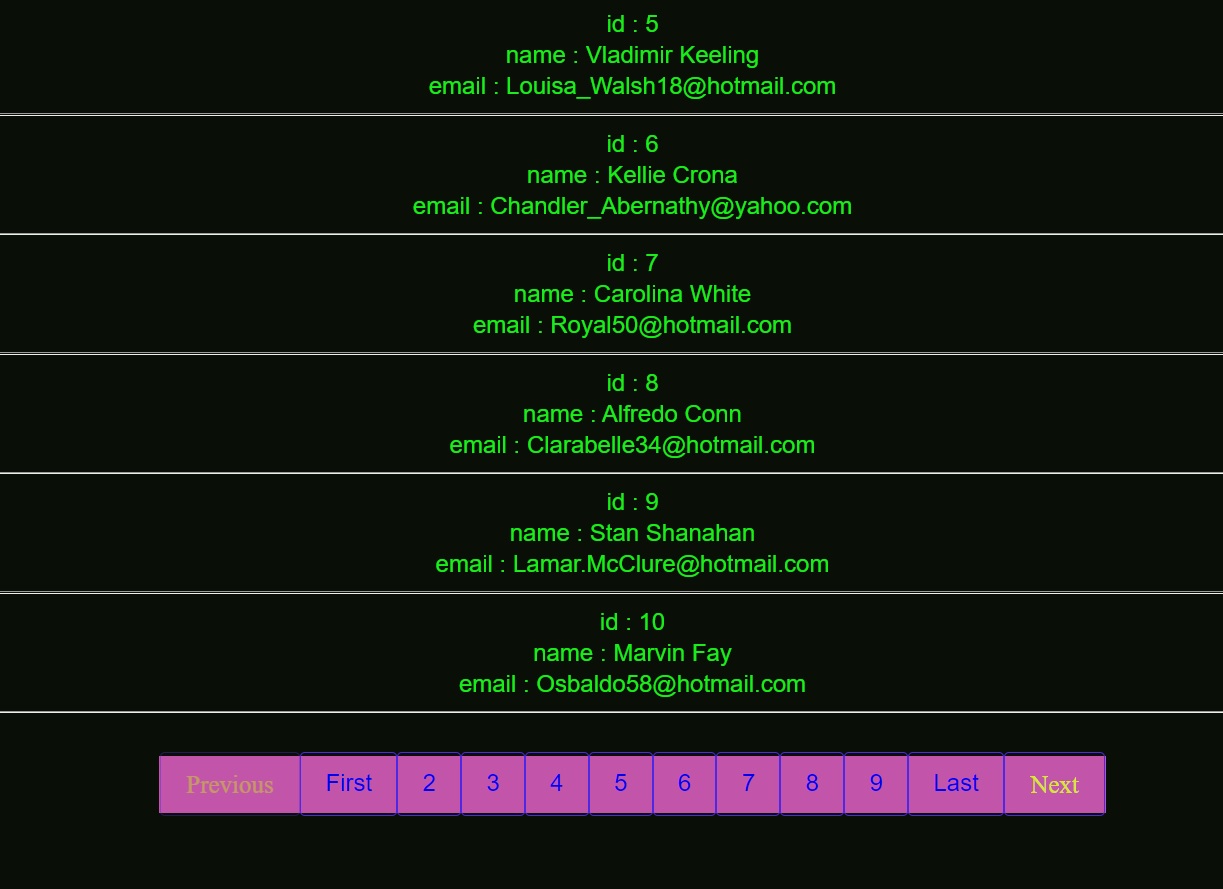 id : 5
name : Vladimir Keeling
email : Louisa_Walsh18@hotmail.com
id : 6
name : Kellie Crona
email : Chandler_Abernathy@yahoo.com
id : 7
name : Carolina White
email : Royal50@hotmail.com
id : 8
name : Alfredo Conn
email : Clarabelle34@hotmail.com
id : 9
name : Stan Shanahan
email : Lamar.McClure@hotmail.com
id : 10
name : Marvin Fay
email : Osbaldo58@hotmail.com
Previous First 2 3 4 5 6 7 8 9 Last Next